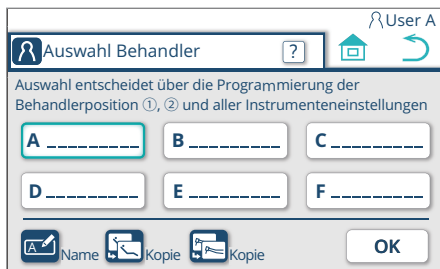 User A
Auswahl Behandler ?
Auswahl entscheidet über die Programmierung der
Behandlerposition ①, ② und aller Instrumenteneinstellungen
A _________ B _________ C _________
D _________ E _________ F _________
A Name Kopie Kopie OK